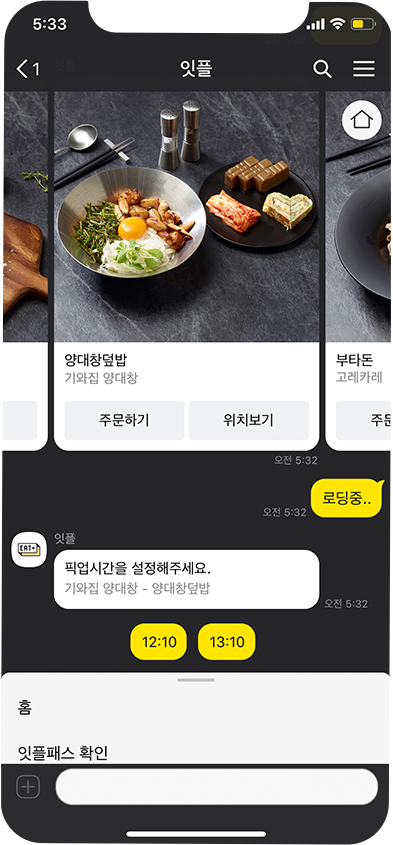 5:33
1
잇플
양대창덮밥
기와집 양대창
주문하기
위치보기
부타돈
고레카레
오전 5:32
로딩중..
오전 5:32
잇플
EAT+
픽업시간을 설정해주세요.
기와집 양대창 - 양대창덮밥
오전 5:32
12:10
13:10
홈
잇플패스 확인